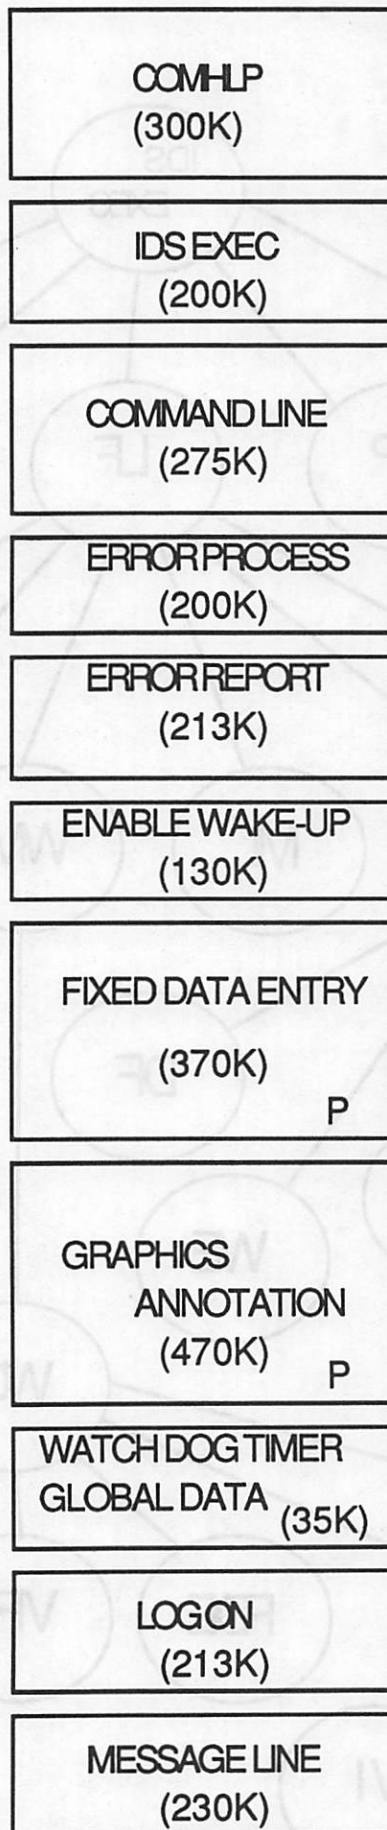 COMHLP
(300K)
IDS EXEC
(200K)
COMMAND LINE
(275K)
ERROR PROCESS
(200K)
ERROR REPORT
(213K)
ENABLE WAKE-UP
(130K)
FIXED DATA ENTRY
(370K)
P
GRAPHICS
ANNOTATION
(470K)
P
WATCH DOG TIMER
GLOBAL DATA (35K)
LOGON
(213K)
MESSAGE LINE
(230K)